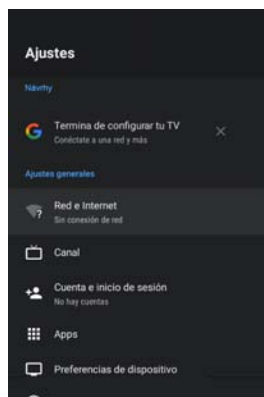 Ajustes
Návrhy
Termina de configurar tu TV
Conéctate a una red y más
Ajustes generales
Red e Internet
Sin conexión de red
Canal
Cuenta e inicio de sesión
No hay cuentas
Apps
Preferencias de dispositivo